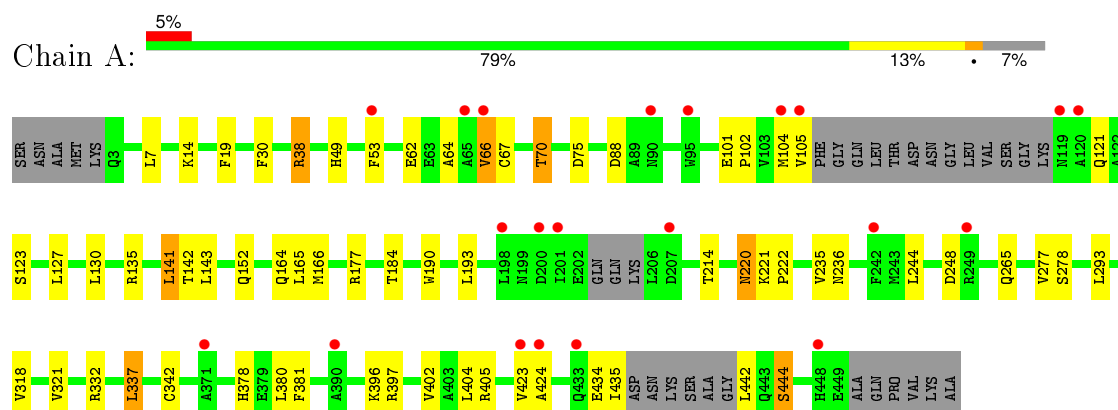 5%
Chain A:
79% 13% • 7%
SER ASN ALA MET LYS Q3 L7 K14 F19 F30 R38 H49 F53 E62 E63 A64 A65 V66 C67 T70 D75 D88 A89 N90 W95 E101 P102 V103 M104 V105 PHE GLY GLN LEU THR ASP ASN GLY LEU VAL SER GLY LYS N119 A120 Q121 A122
S123 L127 L130 R135 L141 T142 L143 Q152 Q164 L165 M166 R177 T184 W190 L193 L198 N199 D200 I201 E202 GLN GLN LYS L206 D207 T214 N220 K221 P222 V235 N236 F242 M243 L244 D248 R249 Q265 V277 S278 L293
V318 V321 R332 L337 C342 A371 H378 E379 L380 F381 A390 K396 R397 V402 A403 L404 R405 V423 A424 Q433 E434 I435 ASP ASN LYS SER ALA GLY L442 Q443 S444 H448 E449 ALA GLN PRO VAL LYS ALA